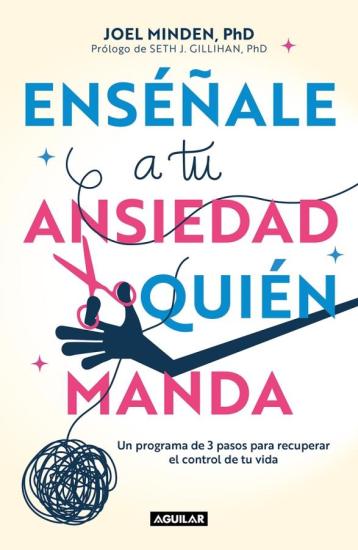 JOEL MINDEN, PhD
Prólogo de SETH J. GILLIHAN, PhD
ENSÉÑALE
a tu
ANSIEDAD
QUIÉN
MANDA
Un programa de 3 pasos para recuperar
el control de tu vida
AGUILAR